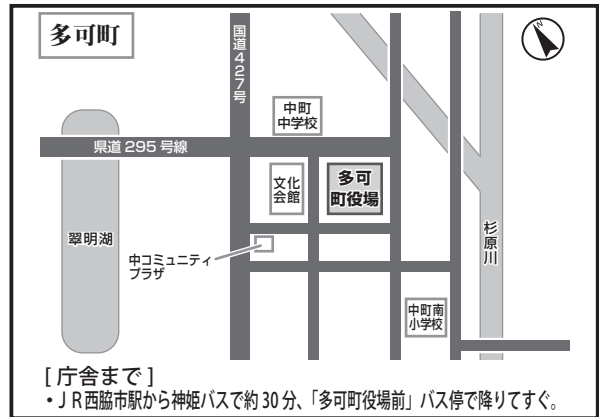 多可町
N
国道427号
中町
中学校
県道295号線
文化
会館
多可
町役場
翠明湖
中コミュニティ
プラザ
杉原川
中町南
小学校
[庁舎まで]
・ＪＲ西脇市駅から神姫バスで約30分、「多可町役場前」バス停で降りてすぐ。